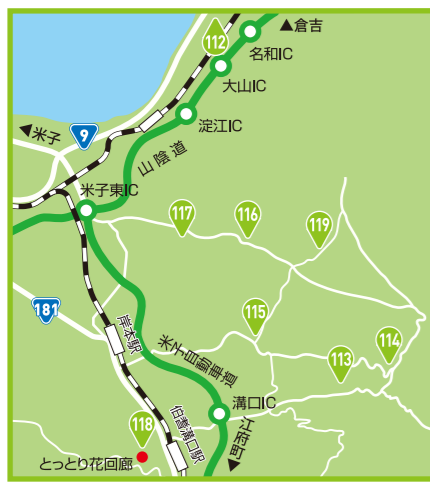 ▲倉吉
112
名和IC
大山IC
淀江IC
◀米子
9
山陰道
米子東IC
117
116
119
181
岸本駅
115
米子自動車道
113
114
溝口IC
118
伯耆溝口駅
江府町▶
とっとり花回廊